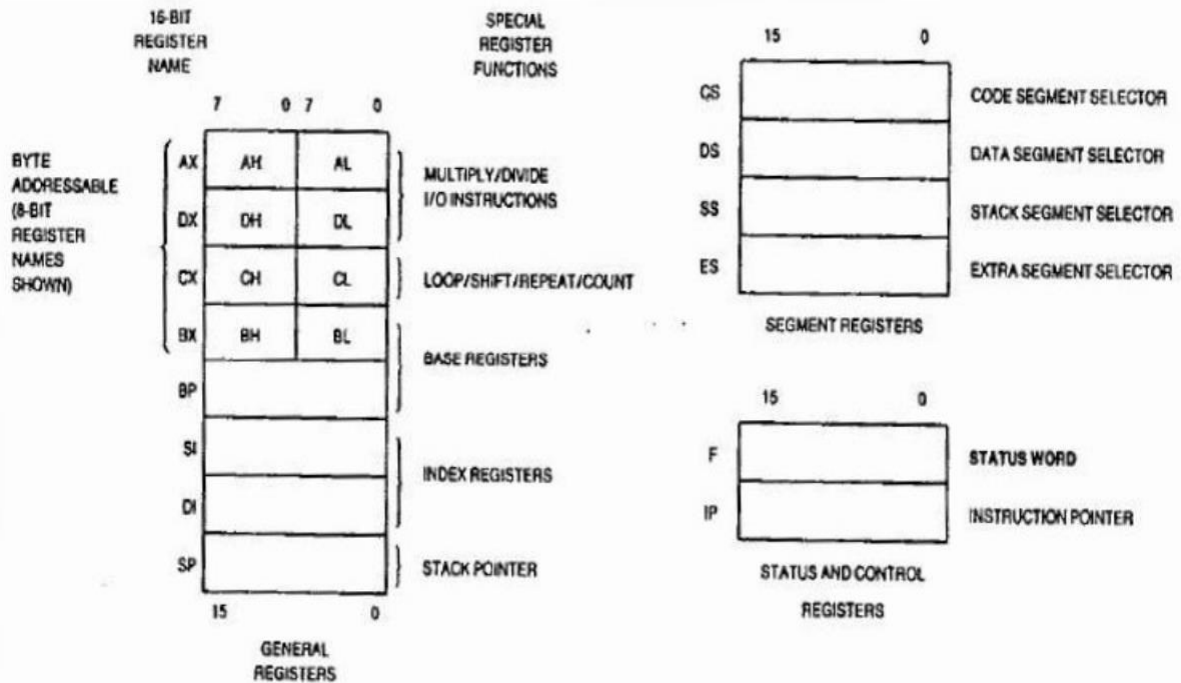 16-BIT
REGISTER
NAME
SPECIAL
REGISTER
FUNCTIONS
7 0 7 0
BYTE
ADDRESSABLE
(8-BIT
REGISTER
NAMES
SHOWN)
AX AH AL
DX DH DL
MULTIPLY/DIVIDE
I/O INSTRUCTIONS
CX CH CL LOOP/SHIFT/REPEAT/COUNT
BX BH BL
BASE REGISTERS
BP
SI
INDEX REGISTERS
DI
SP STACK POINTER
15 0
GENERAL
REGISTERS
15 0
CS CODE SEGMENT SELECTOR
DS DATA SEGMENT SELECTOR
SS STACK SEGMENT SELECTOR
ES EXTRA SEGMENT SELECTOR
SEGMENT REGISTERS
15 0
F STATUS WORD
IP INSTRUCTION POINTER
STATUS AND CONTROL
REGISTERS